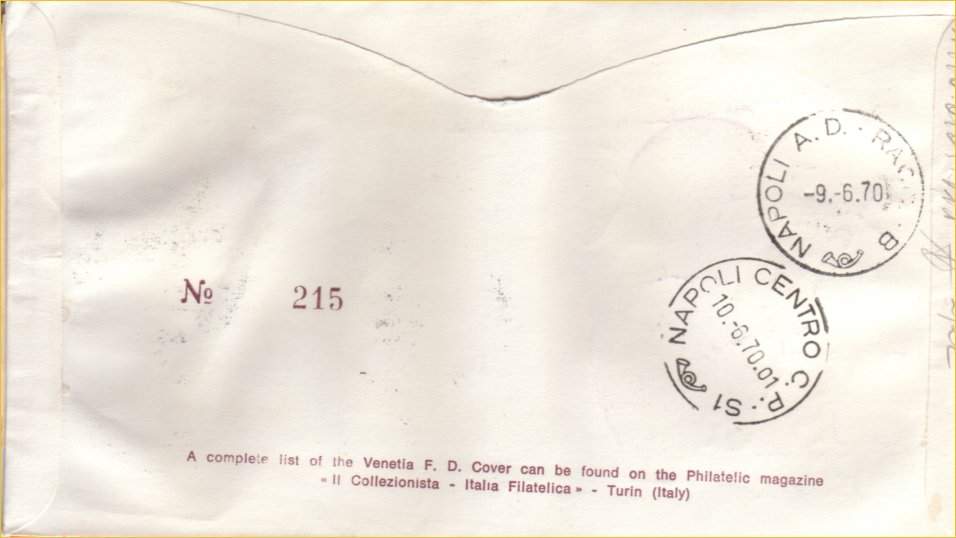 NAPOLI A.D. · RAC. · B
-9.-6.70
№ 215
NAPOLI CENTRO C. P. · S1
10.-6.70.01
A complete list of the Venetia F. D. Cover can be found on the Philatelic magazine
« Il Collezionista - Italia Filatelica » - Turin (Italy)